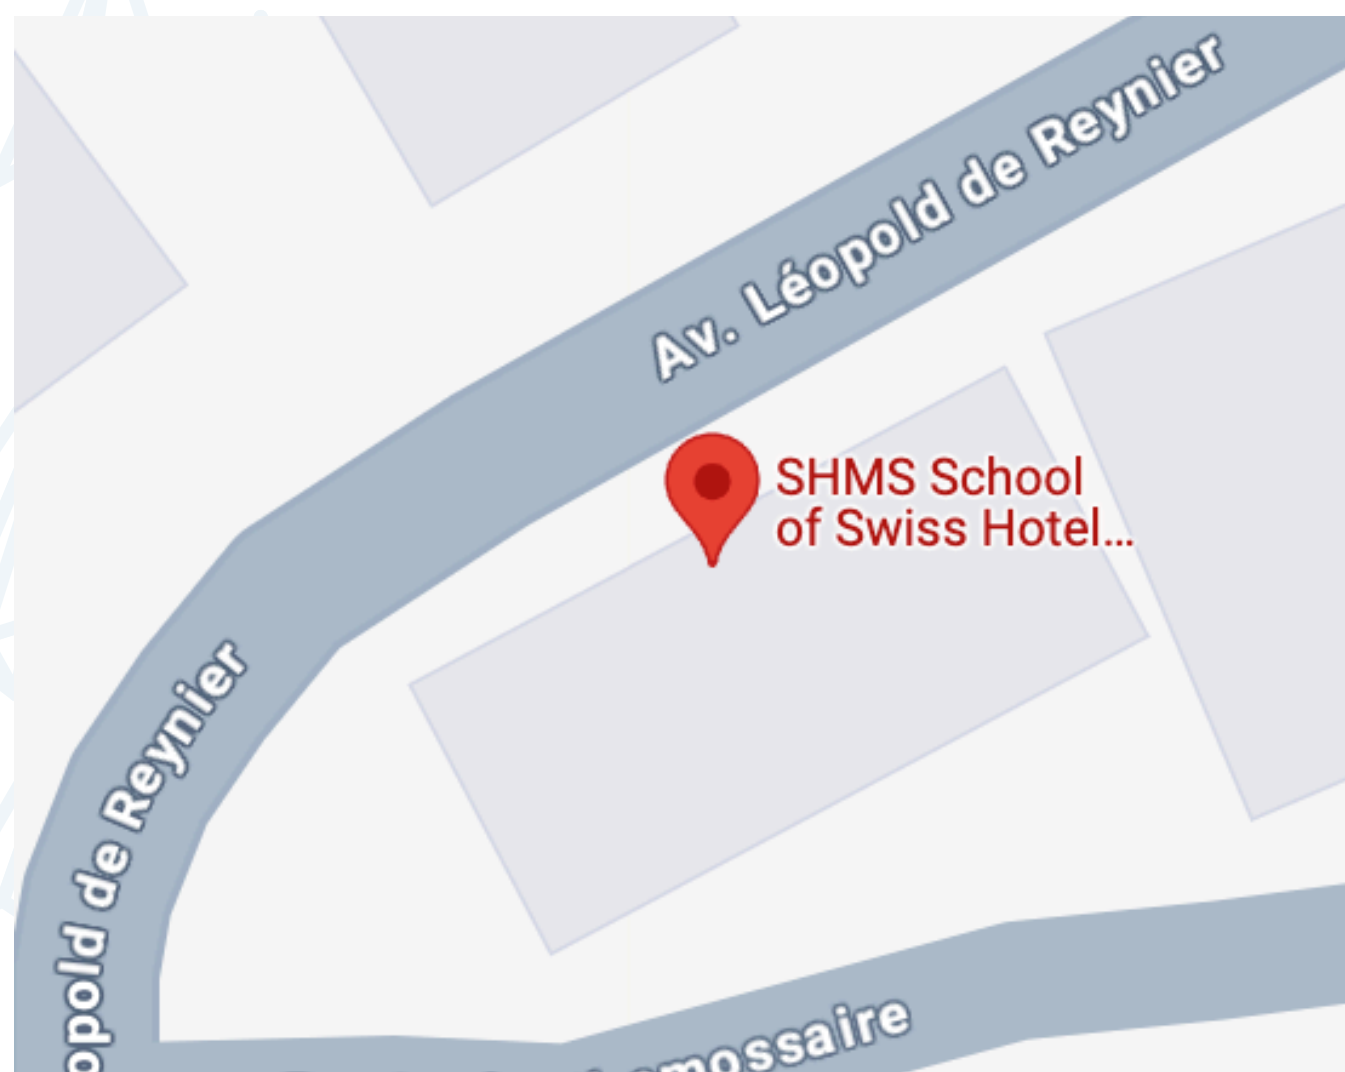 Av. Léopold de Reynier
SHMS School
of Swiss Hotel...
opold de Reynier
mossaire